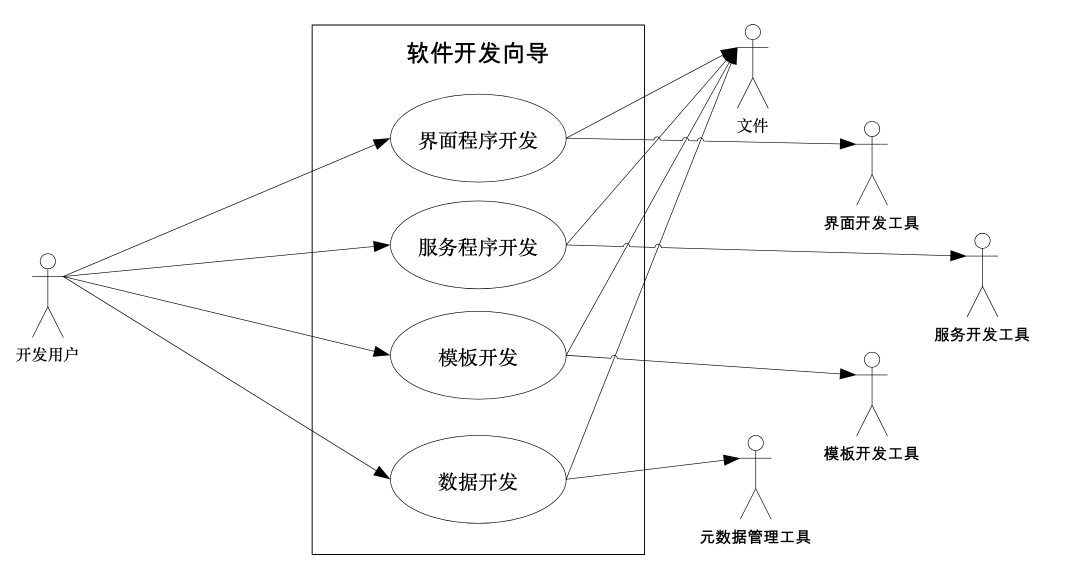 软件开发向导
文件
界面程序开发
界面开发工具
服务程序开发
服务开发工具
开发用户
模板开发
模板开发工具
数据开发
元数据管理工具